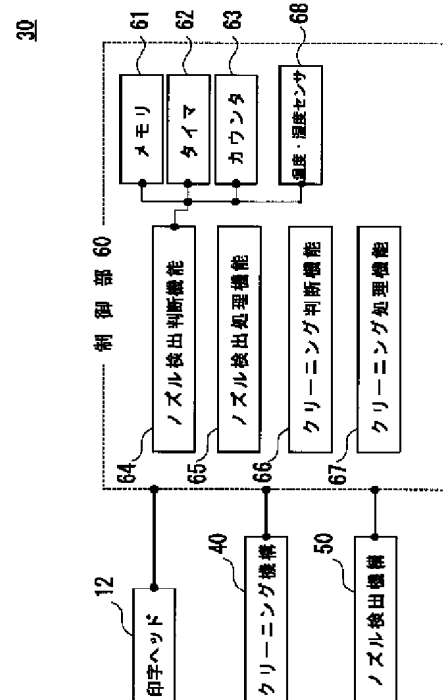 30
制御部 60
メモリ
61
タイマ
62
カウンタ
63
温度・湿度センサ
68
ノズル検出判断機能
64
ノズル検出処理機能
65
クリーニング判断機能
66
クリーニング処理機能
67
印字ヘッド
12
クリーニング機構
40
ノズル検出機構
50